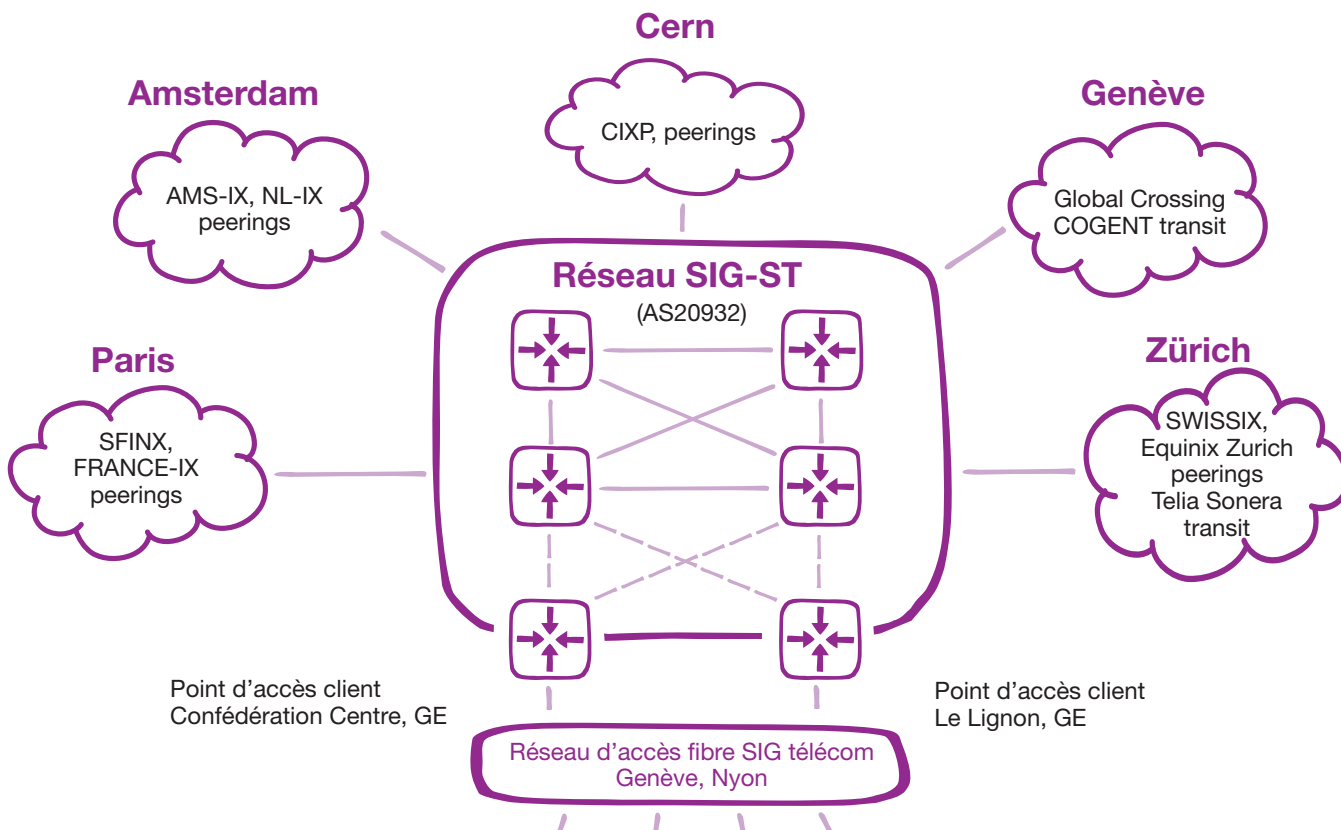 Cern
CIXP, peerings
Amsterdam
AMS-IX, NL-IX
peerings
Genève
Global Crossing
COGENT transit
Réseau SIG-ST
(AS20932)
Paris
SFINX,
FRANCE-IX
peerings
Zürich
SWISSIX,
Equinix Zurich
peerings
Telia Sonera
transit
Point d’accès client
Confédération Centre, GE
Point d’accès client
Le Lignon, GE
Réseau d’accès fibre SIG télécom
Genève, Nyon